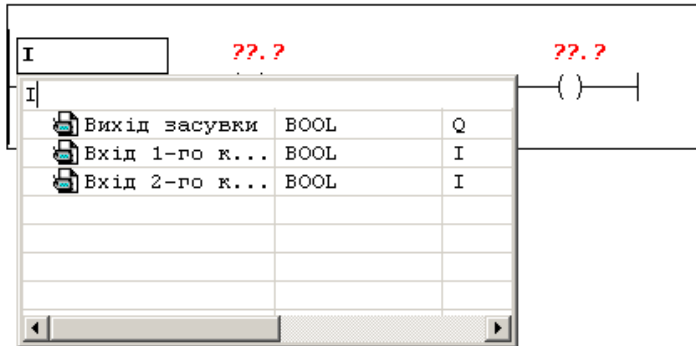 I ??.? ??.?
I
Вихід засувки BOOL Q
Вхід 1-го к... BOOL I
Вхід 2-го к... BOOL I